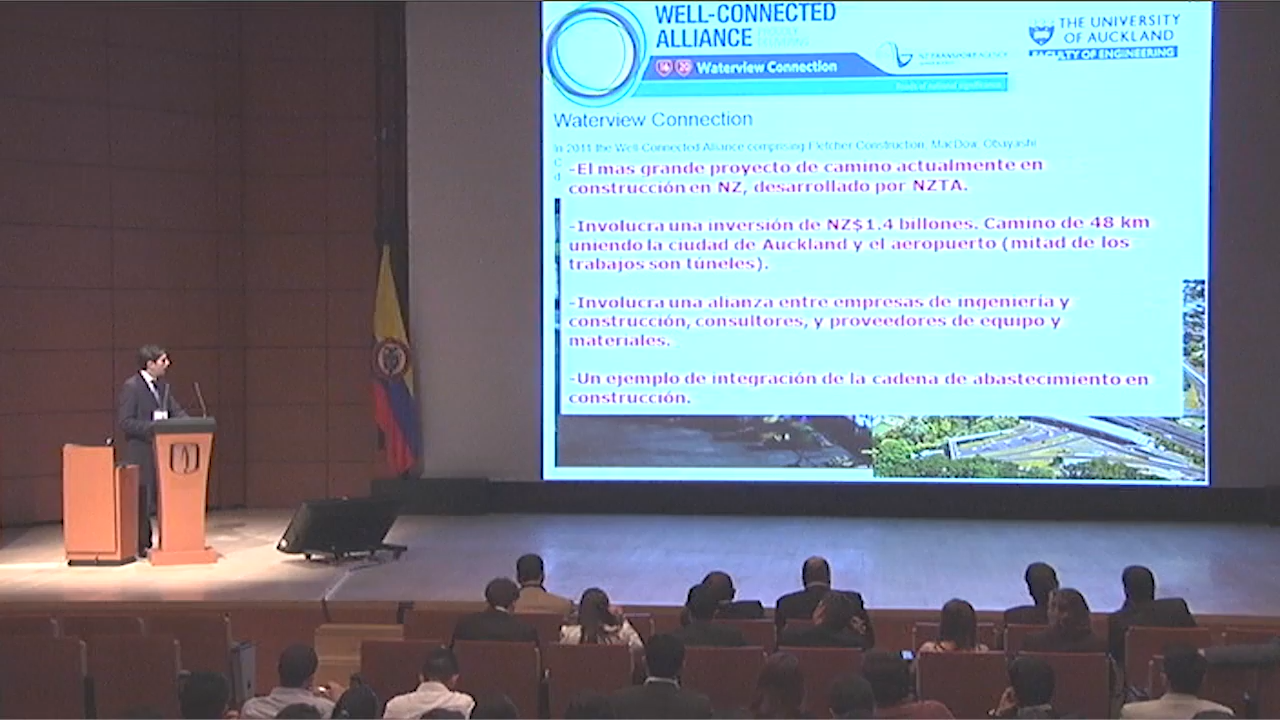 WELL-CONNECTED
ALLIANCE
THE UNIVERSITY
OF AUCKLAND
FACULTY OF ENGINEERING
16 20 Waterview Connection
Waterview Connection
In 2011 the Well-Connected Alliance comprising Fletcher Construction, MacDow, Obayashi
-El mas grande proyecto de camino actualmente en
construcción en NZ, desarrollado por NZTA.
-Involucra una inversión de NZ$1.4 billones. Camino de 48 km
uniendo la ciudad de Auckland y el aeropuerto (mitad de los
trabajos son túneles).
-Involucra una alianza entre empresas de ingeniería y
construcción, consultores, y proveedores de equipo y
materiales.
-Un ejemplo de integración de la cadena de abastecimiento en
construcción.